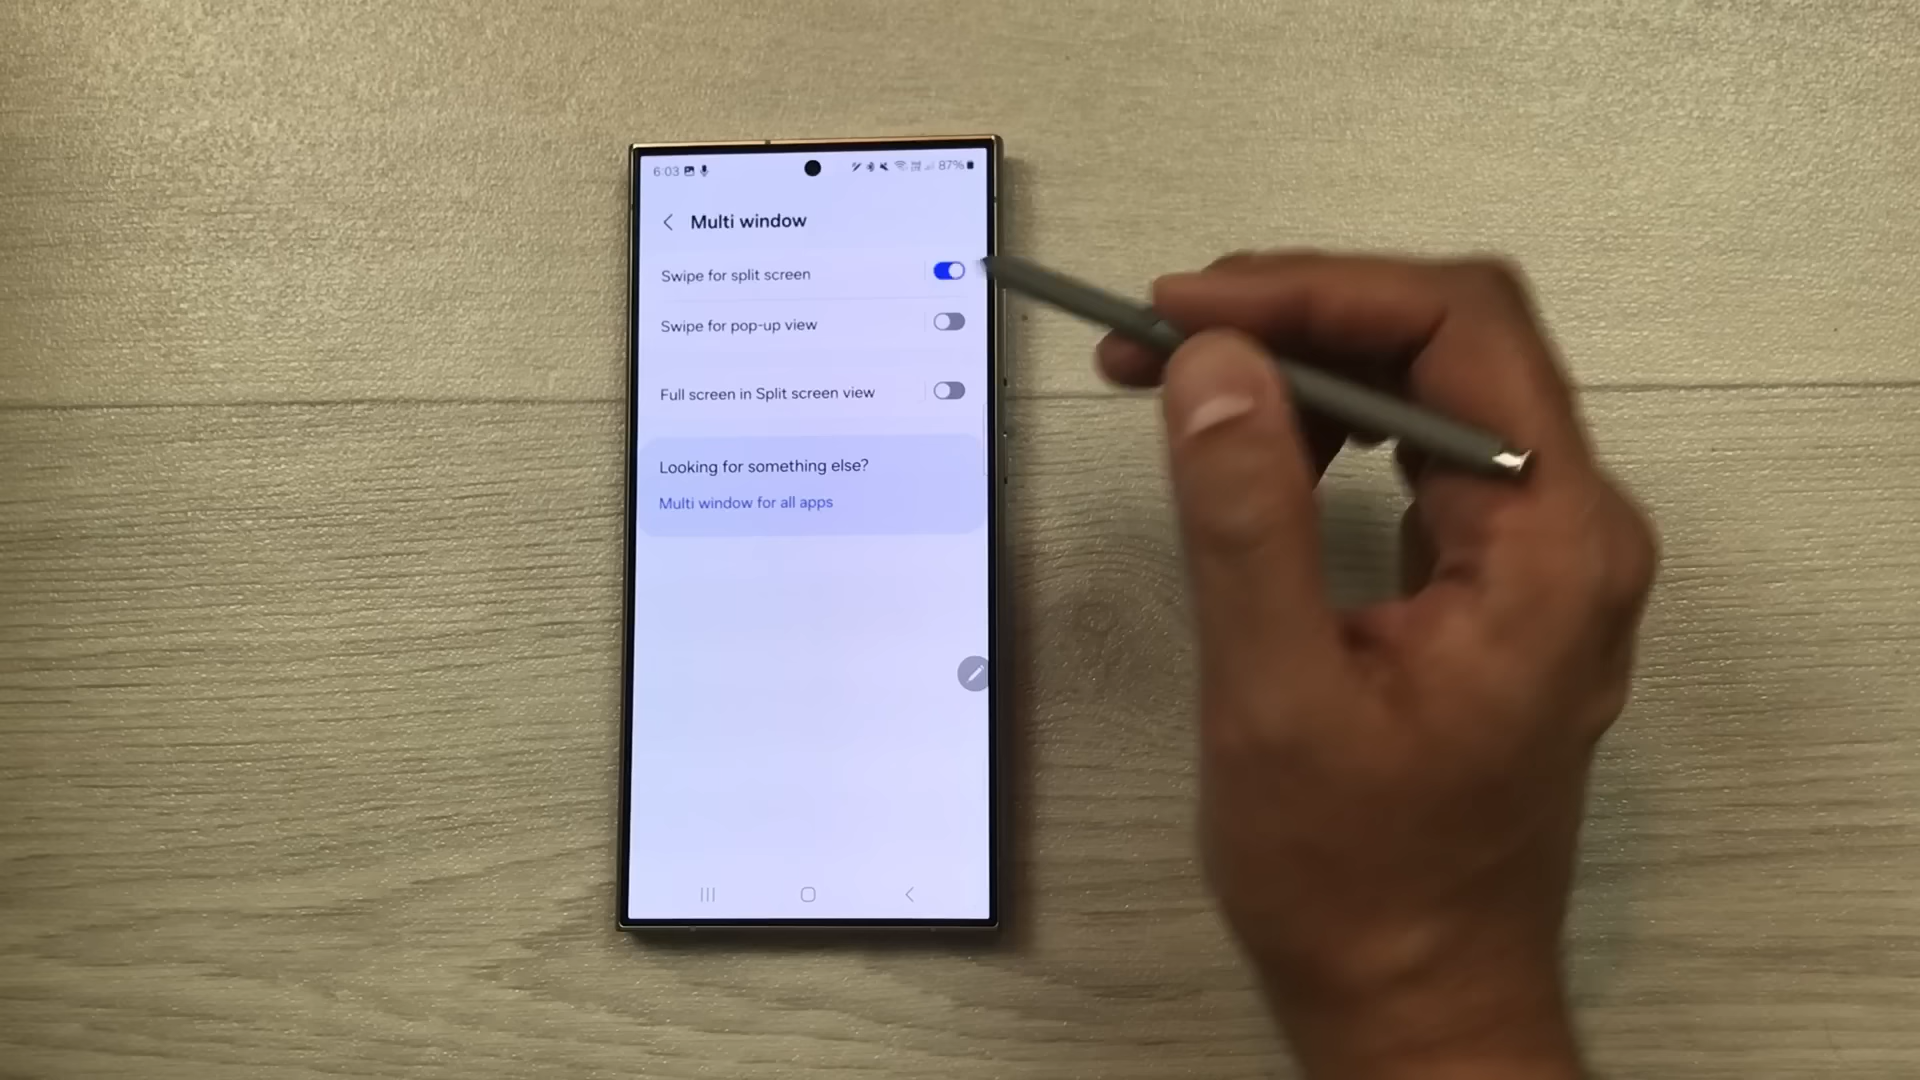 6:03 87%
Multi window
Swipe for split screen
Swipe for pop-up view
Full screen in Split screen view
Looking for something else?
Multi window for all apps